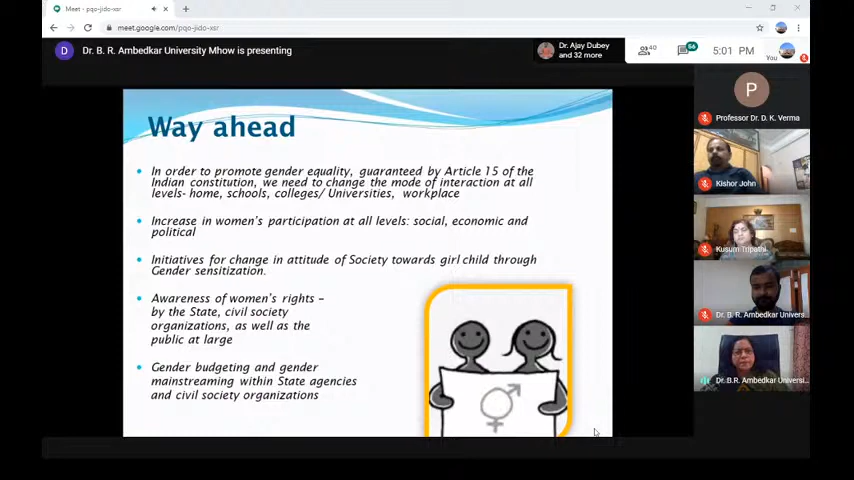 Meet - pqo-jido-xsr
meet.google.com/pqo-jido-xsr
D
Dr. B. R. Ambedkar University Mhow is presenting
Dr. Ajay Dubey
and 32 more
40
56
5:01 PM
You
Way ahead
In order to promote gender equality, guaranteed by Article 15 of the
Indian constitution, we need to change the mode of interaction at all
levels- home, schools, colleges/ Universities, workplace
Increase in women's participation at all levels: social, economic and
political
Initiatives for change in attitude of Society towards girl child through
Gender sensitization.
Awareness of women's rights –
by the State, civil society
organizations, as well as the
public at large
Gender budgeting and gender
mainstreaming within State agencies
and civil society organizations
P
Professor Dr. D. K. Verma
Kishor John
Kusum Tripathi
Dr. B. R. Ambedkar Univers...
Dr. B.R. Ambedkar Universi...